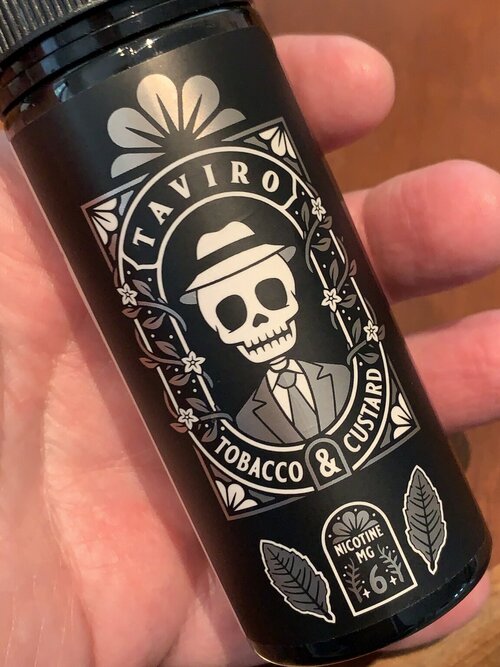 TAVIRO
TOBACCO & CUSTARD
NICOTINE
MG
6